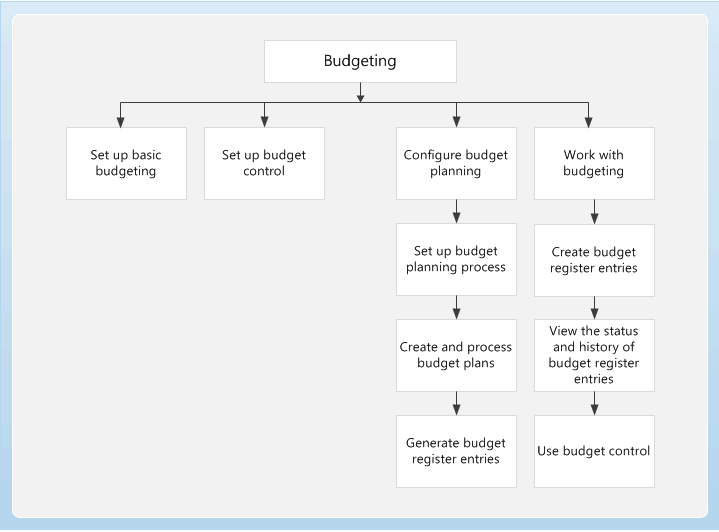 Budgeting
Set up basic
budgeting
Set up budget
control
Configure budget
planning
Work with
budgeting
Set up budget
planning process
Create budget
register entries
Create and process
budget plans
View the status
and history of
budget register
entries
Generate budget
register entries
Use budget control